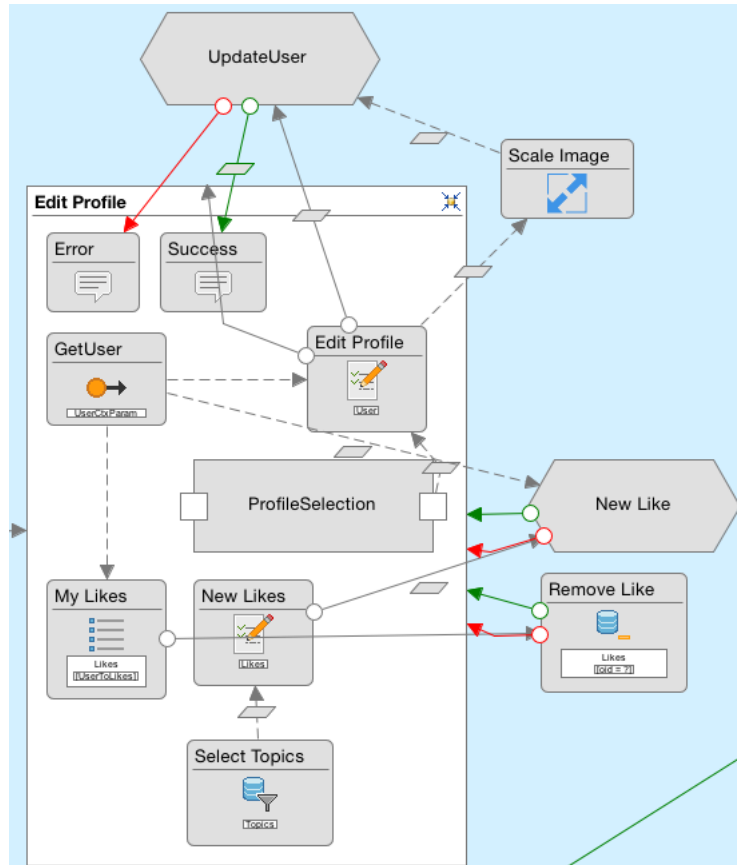 UpdateUser
Scale Image
Edit Profile
Error
Success
GetUser
UserCtxParam
Edit Profile
User
ProfileSelection
New Like
My Likes
Likes
[UserToLikes]
New Likes
Likes
Remove Like
Likes
[oid = ?]
Select Topics
Topics